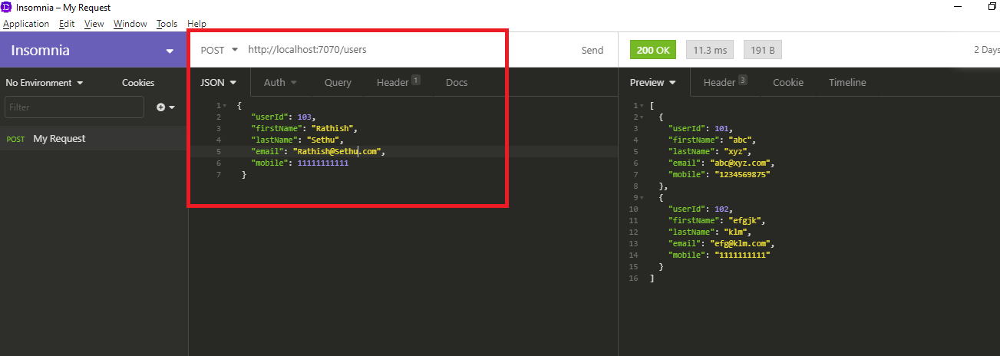 Insomnia – My Request
Application Edit View Window Tools Help
Insomnia
POST http://localhost:7070/users Send
200 OK 11.3 ms 191 B 2 Days
No Environment Cookies
JSON Auth Query Header 1 Docs
Preview Header 3 Cookie Timeline
Filter
POST My Request
1 {
2 "userId": 103,
3 "firstName": "Rathish",
4 "lastName": "Sethu",
5 "email": "Rathish@Sethu.com",
6 "mobile": 11111111111
7 }
1 [
2 {
3 "userId": 101,
4 "firstName": "abc",
5 "lastName": "xyz",
6 "email": "abc@xyz.com",
7 "mobile": "1234569875"
8 },
9 {
10 "userId": 102,
11 "firstName": "efgjk",
12 "lastName": "klm",
13 "email": "efg@klm.com",
14 "mobile": "1111111111"
15 }
16 ]